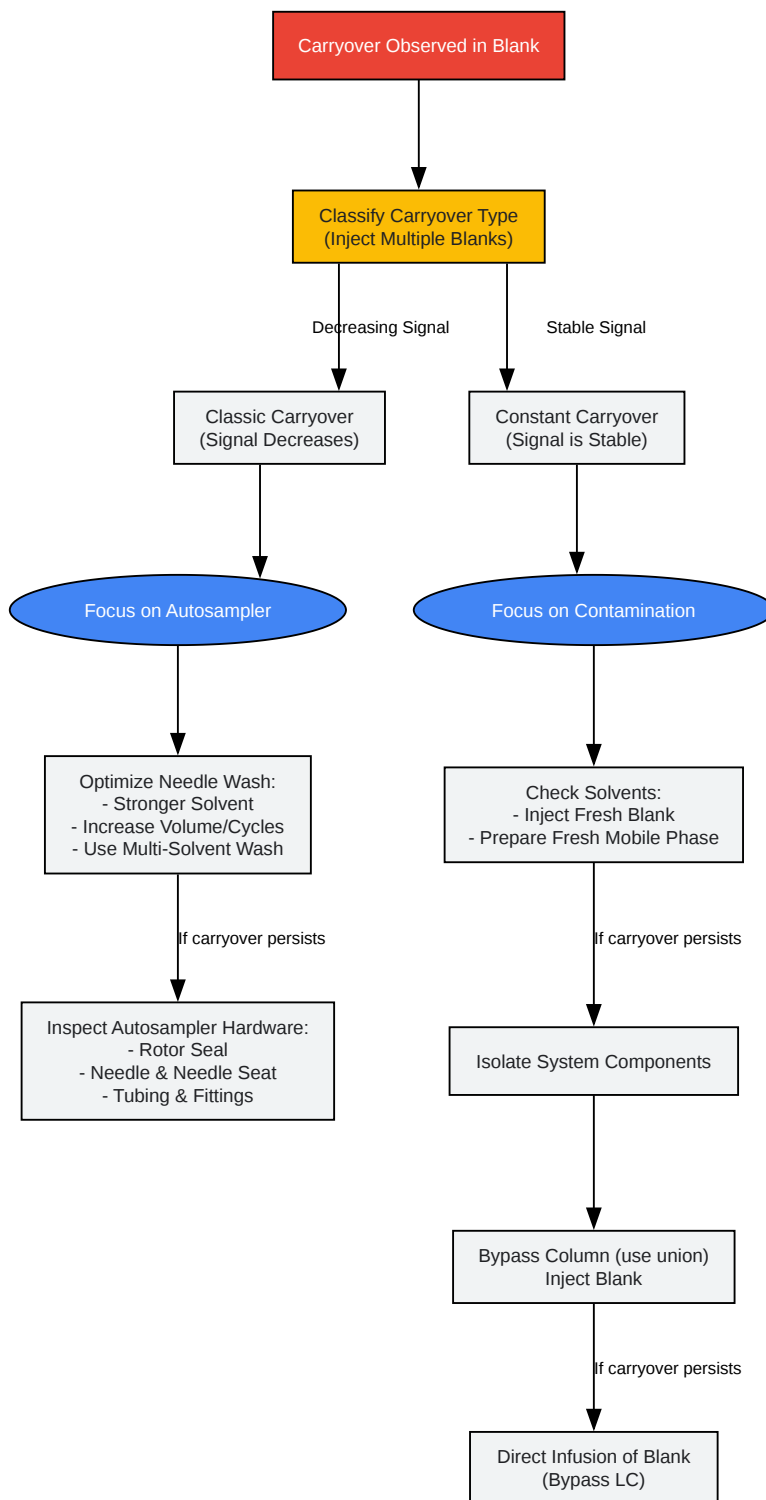 Carryover Observed in Blank
Classify Carryover Type
(Inject Multiple Blanks)
Decreasing Signal
Stable Signal
Classic Carryover
(Signal Decreases)
Constant Carryover
(Signal is Stable)
Focus on Autosampler
Focus on Contamination
Optimize Needle Wash:
- Stronger Solvent
- Increase Volume/Cycles
- Use Multi-Solvent Wash
Check Solvents:
- Inject Fresh Blank
- Prepare Fresh Mobile Phase
If carryover persists
If carryover persists
Inspect Autosampler Hardware:
- Rotor Seal
- Needle & Needle Seat
- Tubing & Fittings
Isolate System Components
Bypass Column (use union)
Inject Blank
If carryover persists
Direct Infusion of Blank
(Bypass LC)